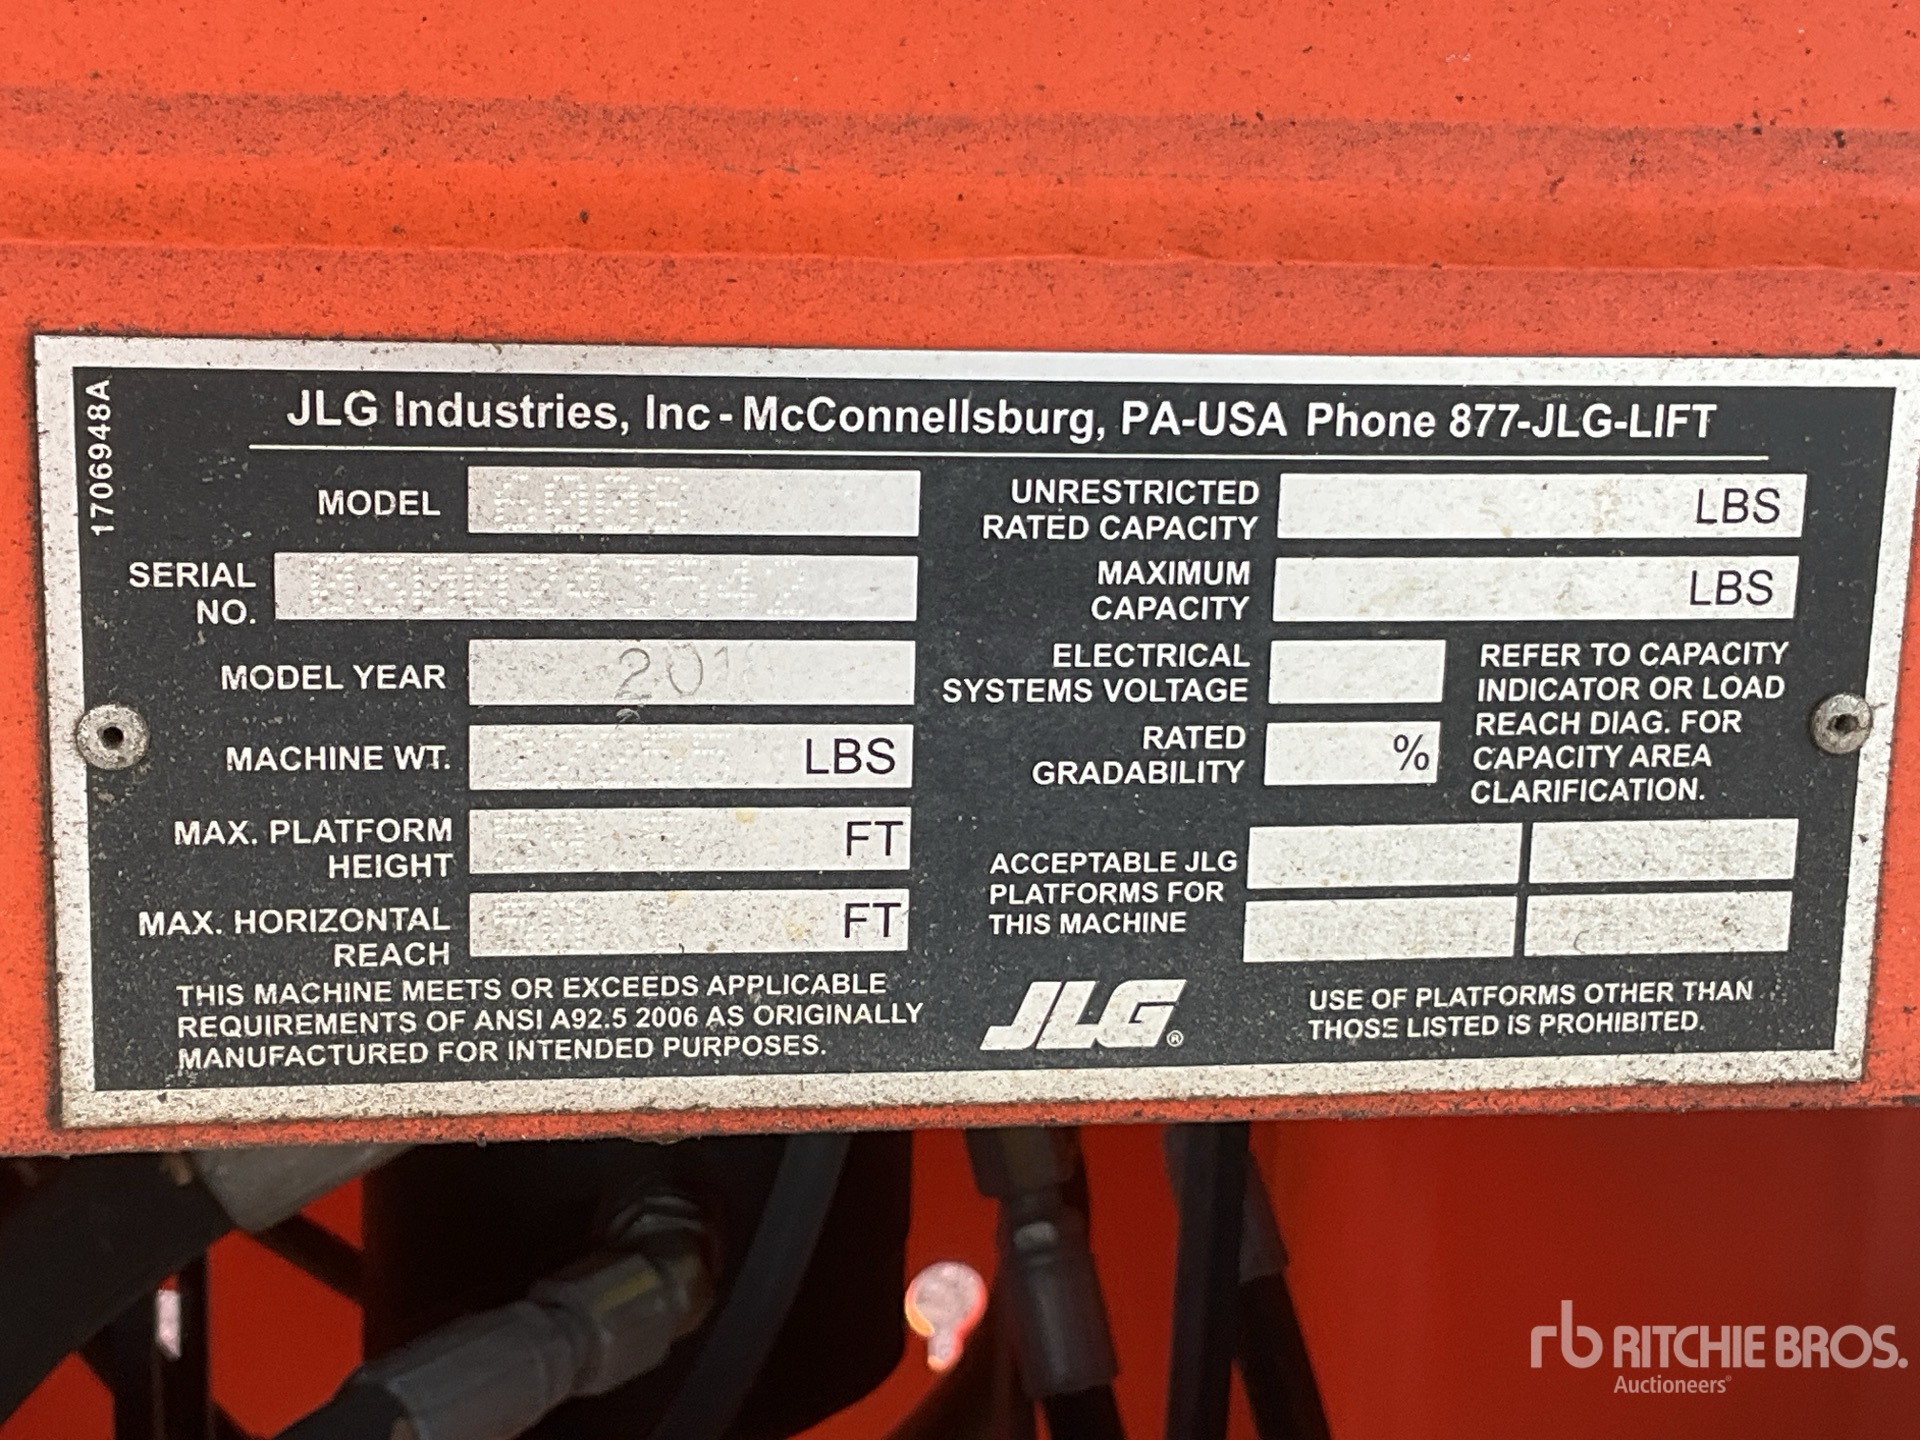 1706948A
JLG Industries, Inc - McConnellsburg, PA-USA Phone 877-JLG-LIFT
MODEL
SERIAL NO. 0300243542
MODEL YEAR
MACHINE WT. LBS
MAX. PLATFORM HEIGHT FT
MAX. HORIZONTAL REACH FT
THIS MACHINE MEETS OR EXCEEDS APPLICABLE
REQUIREMENTS OF ANSI A92.5 2006 AS ORIGINALLY
MANUFACTURED FOR INTENDED PURPOSES.
UNRESTRICTED
RATED CAPACITY LBS
MAXIMUM
CAPACITY LBS
ELECTRICAL
SYSTEMS VOLTAGE
RATED
GRADABILITY %
REFER TO CAPACITY
INDICATOR OR LOAD
REACH DIAG. FOR
CAPACITY AREA
CLARIFICATION.
ACCEPTABLE JLG
PLATFORMS FOR
THIS MACHINE
JLG®
USE OF PLATFORMS OTHER THAN
THOSE LISTED IS PROHIBITED.
rb RITCHIE BROS.
Auctioneers